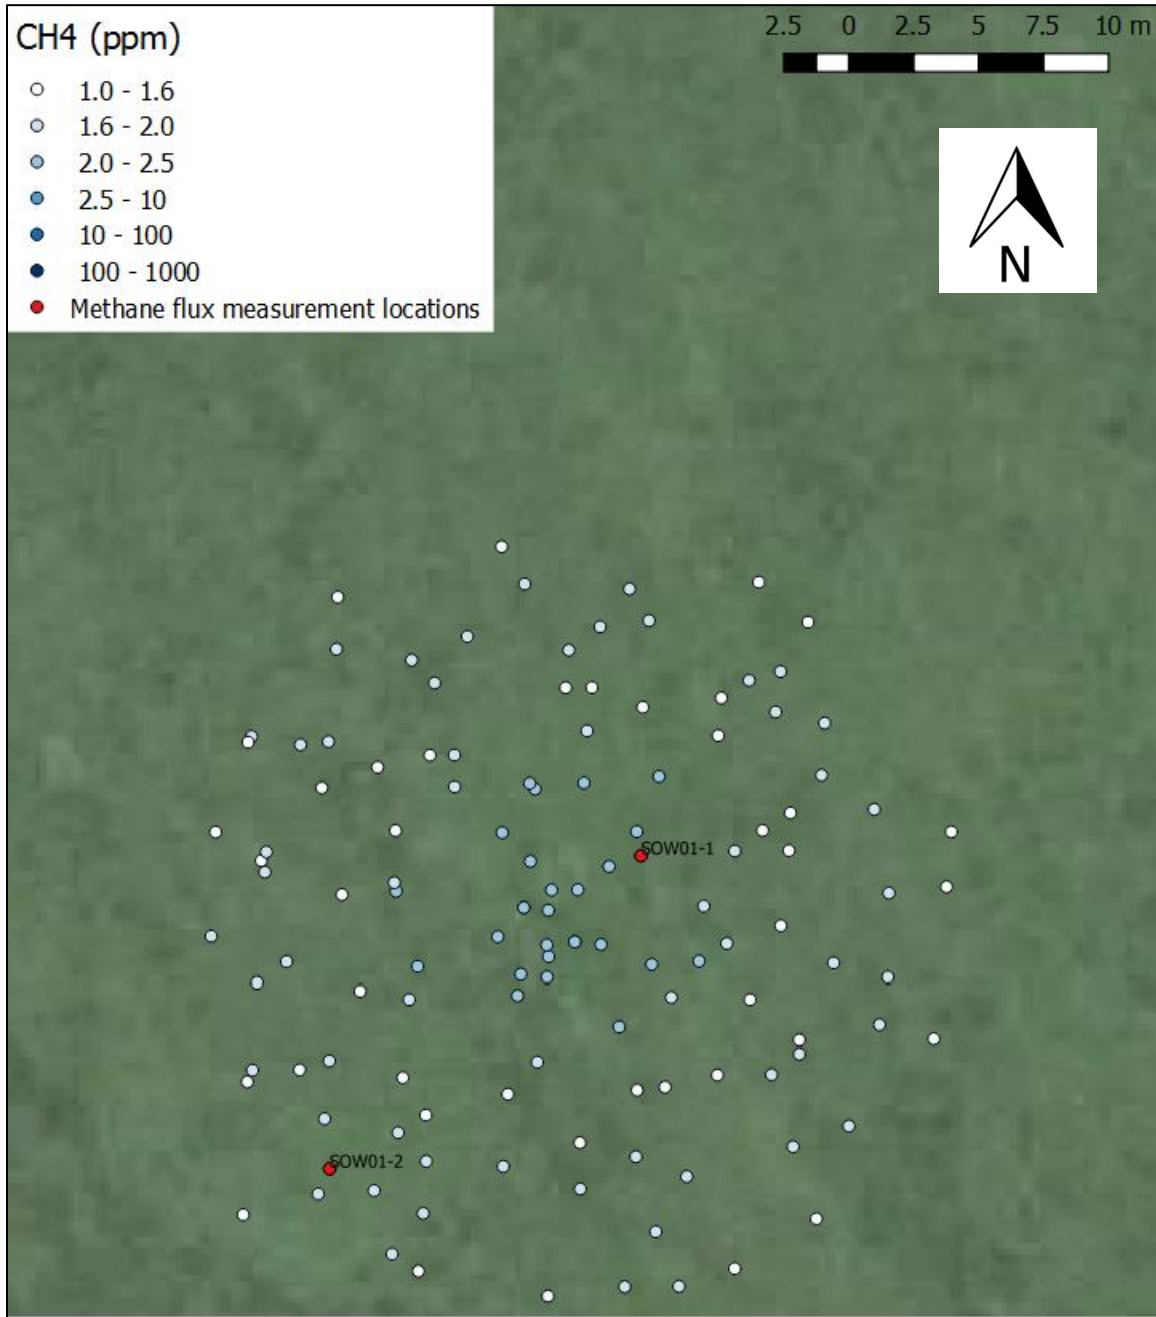 CH4 (ppm)
1.0 - 1.6
1.6 - 2.0
2.0 - 2.5
2.5 - 10
10 - 100
100 - 1000
Methane flux measurement locations
2.5 0 2.5 5 7.5 10 m
N
SOW01-1
SOW01-2